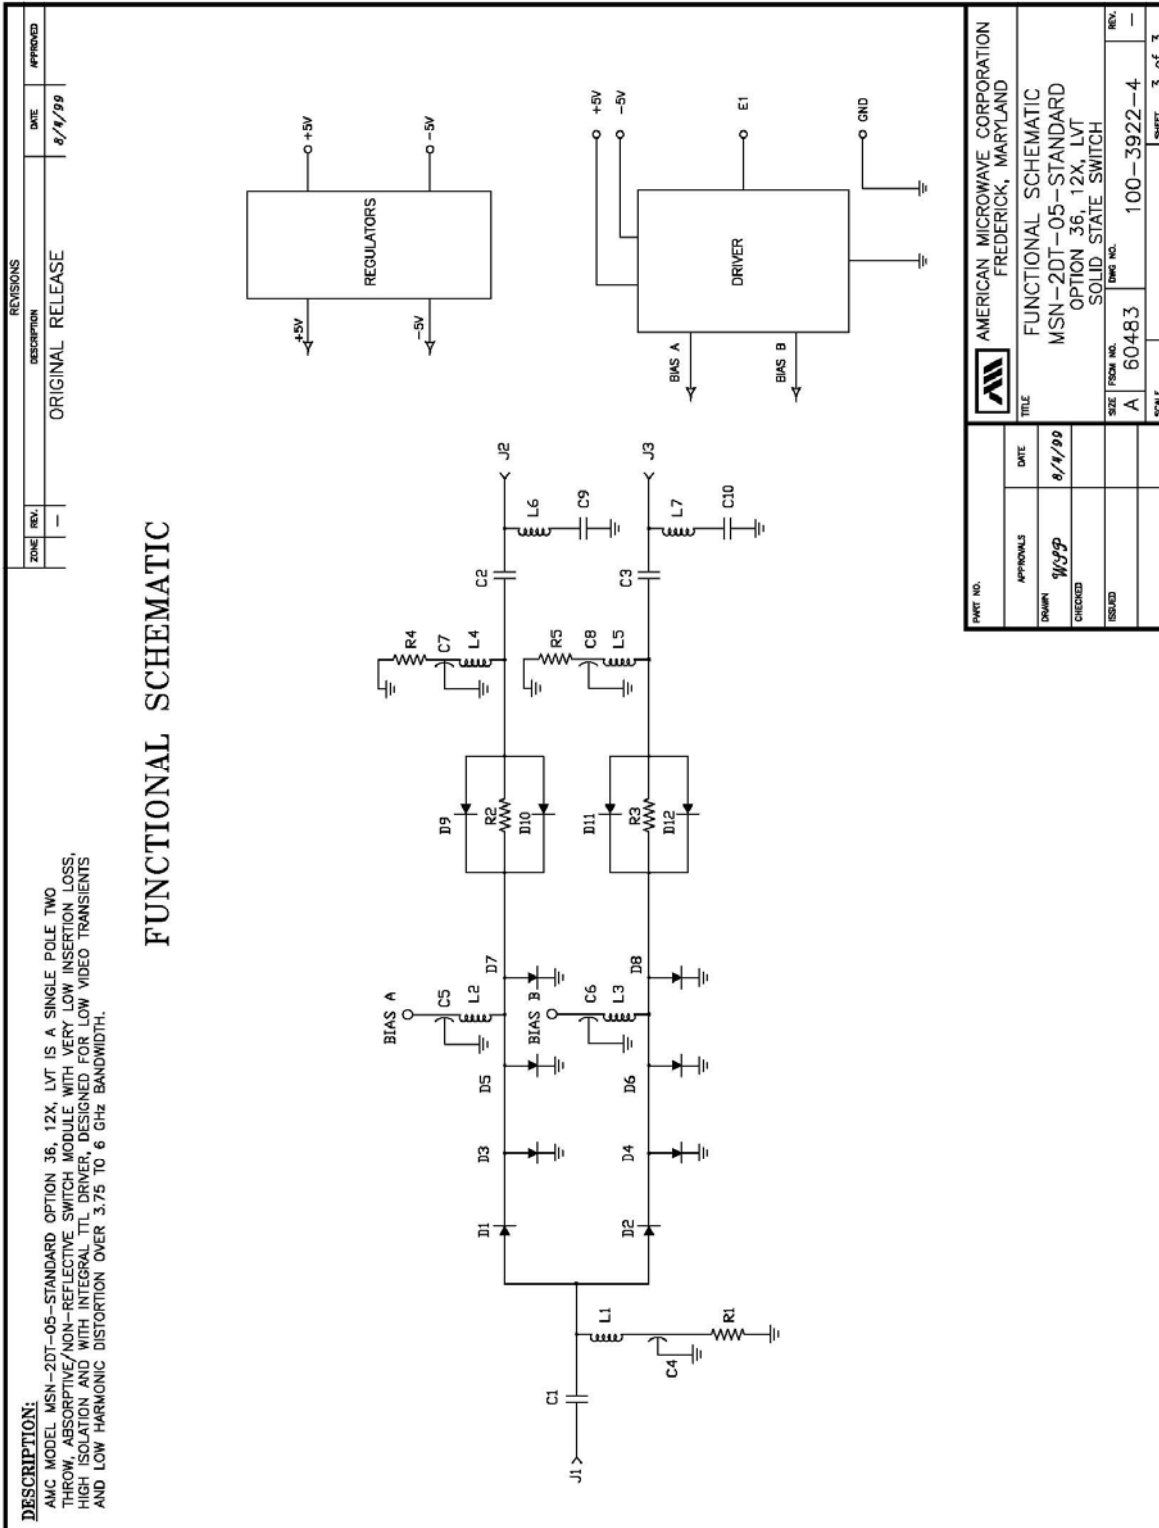 DESCRIPTION:
AMC MODEL MSN-2DT-05-STANDARD OPTION 36, 12X, LVT IS A SINGLE POLE TWO
THROW, ABSORPTIVE/NON-REFLECTIVE SWITCH MODULE WITH VERY LOW INSERTION LOSS,
HIGH ISOLATION AND WITH INTEGRAL TTL DRIVER, DESIGNED FOR LOW VIDEO TRANSIENTS
AND LOW HARMONIC DISTORTION OVER 3.75 TO 6 GHz BANDWIDTH.
REVISIONS
ZONE REV. DESCRIPTION DATE APPROVED
— ORIGINAL RELEASE 8/4/99
FUNCTIONAL SCHEMATIC
J1
C1
L1
C4
R1
D1
D3
D5
BIAS A
C5
L2
D7
D9
R2
D10
R4
C7
L4
C2
L6
C9
J2
D2
D4
D6
BIAS B
C6
L3
D8
D11
R3
D12
R5
C8
L5
C3
L7
C10
J3
+5V
-5V
REGULATORS
+5V
-5V
BIAS A
BIAS B
DRIVER
+5V
-5V
E1
GND
PART NO.
APPROVALS DATE
DRAWN WSP 8/4/99
CHECKED
ISSUED
AMERICAN MICROWAVE CORPORATION
FREDERICK, MARYLAND
TITLE
FUNCTIONAL SCHEMATIC
MSN-2DT-05-STANDARD
OPTION 36, 12X, LVT
SOLID STATE SWITCH
SIZE FSCM NO. DWG NO. REV.
A 60483 100-3922-4 —
SCALE SHEET 3 of 3